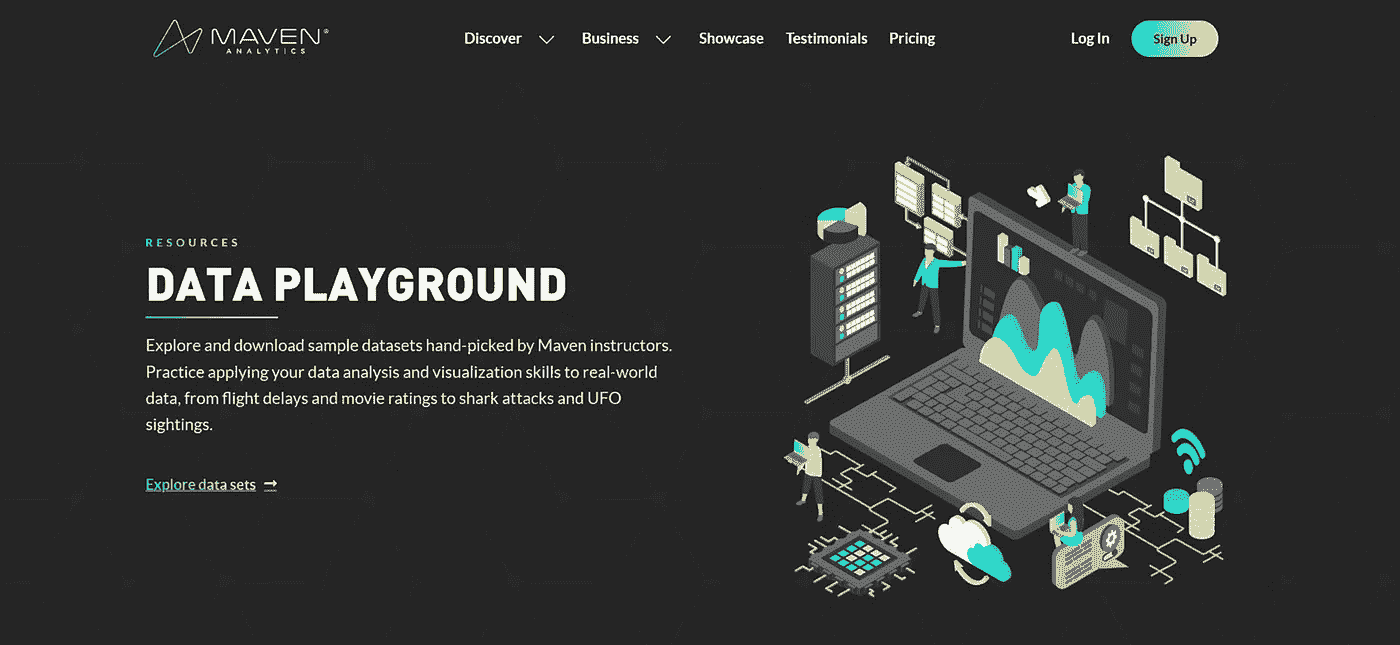 MAVEN®
ANALYTICS
Discover
Business
Showcase
Testimonials
Pricing
Log In
Sign Up
RESOURCES
DATA PLAYGROUND
Explore and download sample datasets hand-picked by Maven instructors.
Practice applying your data analysis and visualization skills to real-world
data, from flight delays and movie ratings to shark attacks and UFO
sightings.
Explore data sets →